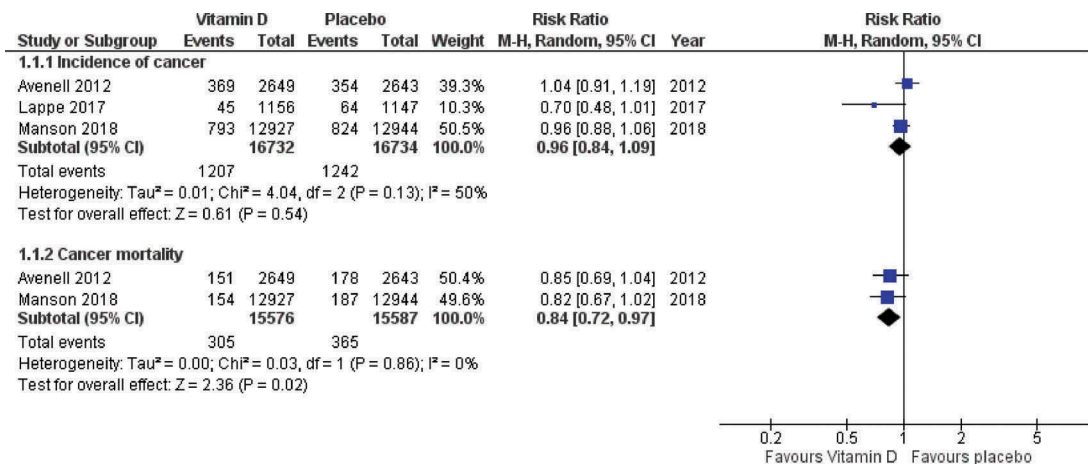 Vitamin D Placebo Risk Ratio Risk Ratio
Study or Subgroup Events Total Events Total Weight M-H, Random, 95% CI Year M-H, Random, 95% CI
1.1.1 Incidence of cancer
Avenell 2012 369 2649 354 2643 39.3% 1.04 [0.91, 1.19] 2012
Lappe 2017 45 1156 64 1147 10.3% 0.70 [0.48, 1.01] 2017
Manson 2018 793 12927 824 12944 50.5% 0.96 [0.88, 1.06] 2018
Subtotal (95% CI) 16732 16734 100.0% 0.96 [0.84, 1.09]
Total events 1207 1242
Heterogeneity: Tau² = 0.01; Chi² = 4.04, df = 2 (P = 0.13); I² = 50%
Test for overall effect: Z = 0.61 (P = 0.54)
1.1.2 Cancer mortality
Avenell 2012 151 2649 178 2643 50.4% 0.85 [0.69, 1.04] 2012
Manson 2018 154 12927 187 12944 49.6% 0.82 [0.67, 1.02] 2018
Subtotal (95% CI) 15576 15587 100.0% 0.84 [0.72, 0.97]
Total events 305 365
Heterogeneity: Tau² = 0.00; Chi² = 0.03, df = 1 (P = 0.86); I² = 0%
Test for overall effect: Z = 2.36 (P = 0.02)
0.2 0.5 1 2 5
Favours Vitamin D Favours placebo